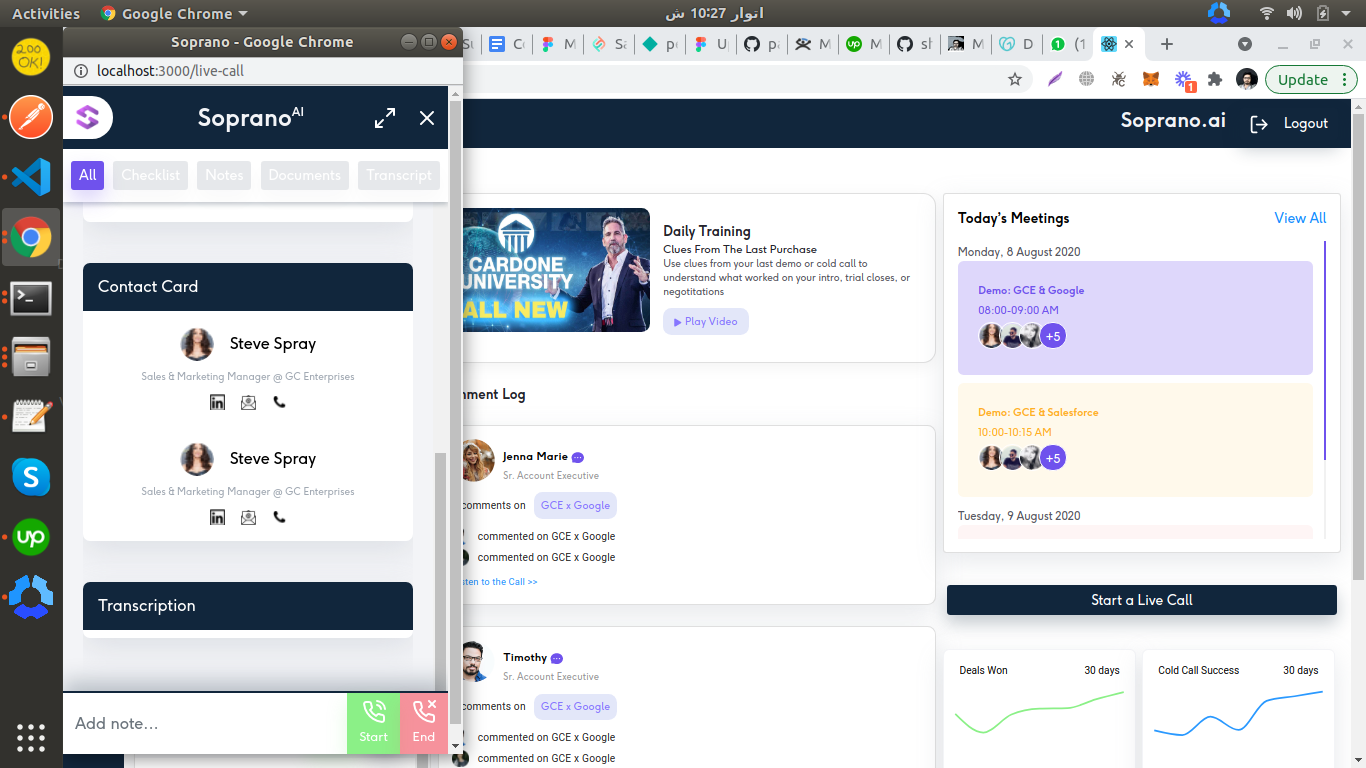 Activities
Google Chrome
اتوار 10:27 ش
Soprano - Google Chrome
localhost:3000/live-call
Soprano AI
All Checklist Notes Documents Transcript
Contact Card
Steve Spray
Sales & Marketing Manager @ GC Enterprises
Steve Spray
Sales & Marketing Manager @ GC Enterprises
Transcription
Add note...
Start
End
200
OK!
up
Update
1
Soprano.ai
Logout
CARDONE
UNIVERSITY
ALL NEW
Daily Training
Clues From The Last Purchase
Use clues from your last demo or cold call to
understand what worked on your intro, trial closes, or
negotitations
Play Video
Log
Jenna Marie
Sr. Account Executive
comments on GCE x Google
commented on GCE x Google
commented on GCE x Google
to the Call >>
Timothy
Sr. Account Executive
comments on GCE x Google
commented on GCE x Google
commented on GCE x Google
Today's Meetings
View All
Monday, 8 August 2020
Demo: GCE & Google
08:00-09:00 AM
+5
Demo: GCE & Salesforce
10:00-10:15 AM
+5
Tuesday, 9 August 2020
Start a Live Call
Deals Won 30 days
Cold Call Success 30 days